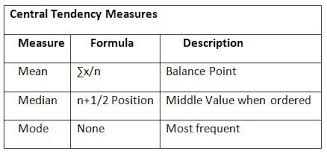 Central Tendency Measures
Measure Formula Description
Mean ∑x/n Balance Point
Median n+1/2 Position Middle Value when ordered
Mode None Most frequent